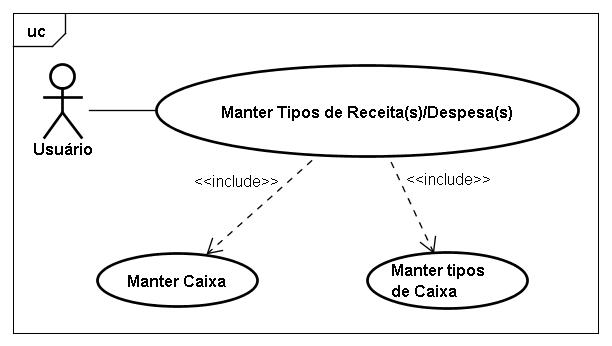 uc
Manter Tipos de Receita(s)/Despesa(s)
Usuário
<<include>>
<<include>>
Manter Caixa
Manter tipos
de Caixa